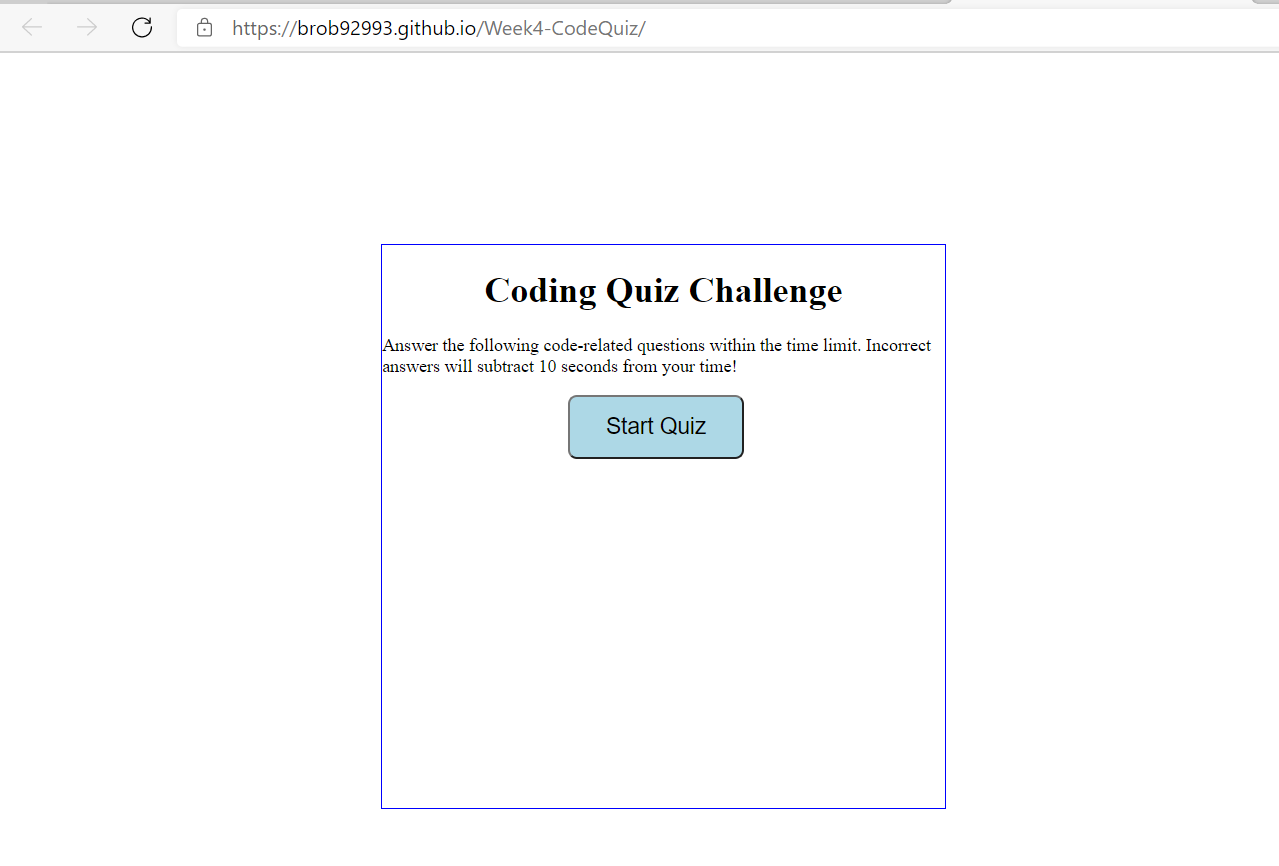 https://brob92993.github.io/Week4-CodeQuiz/
Coding Quiz Challenge
Answer the following code-related questions within the time limit. Incorrect
answers will subtract 10 seconds from your time!
Start Quiz